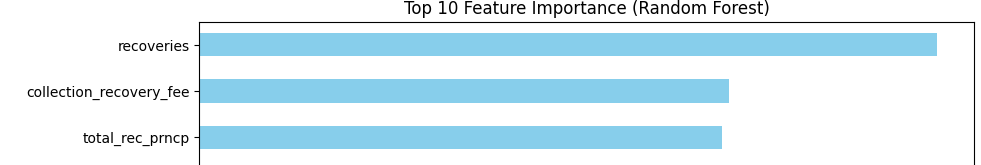 Top 10 Feature Importance (Random Forest)
recoveries
collection_recovery_fee
total_rec_prncp